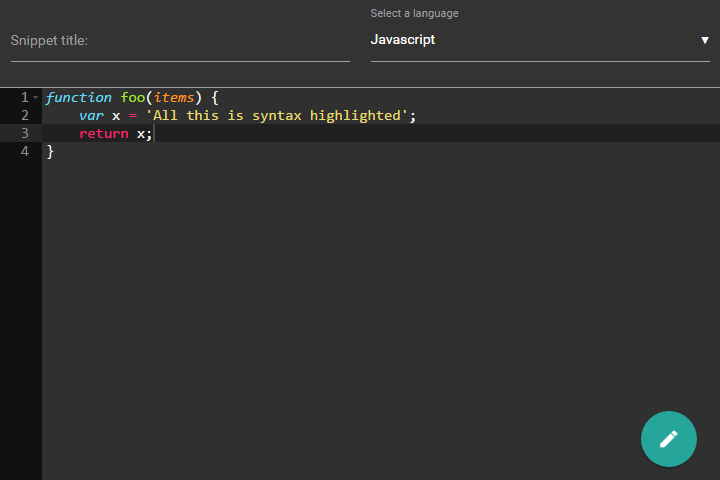 Select a language
Snippet title:
Javascript ▼
1 function foo(items) {
2     var x = 'All this is syntax highlighted';
3     return x;
4 }